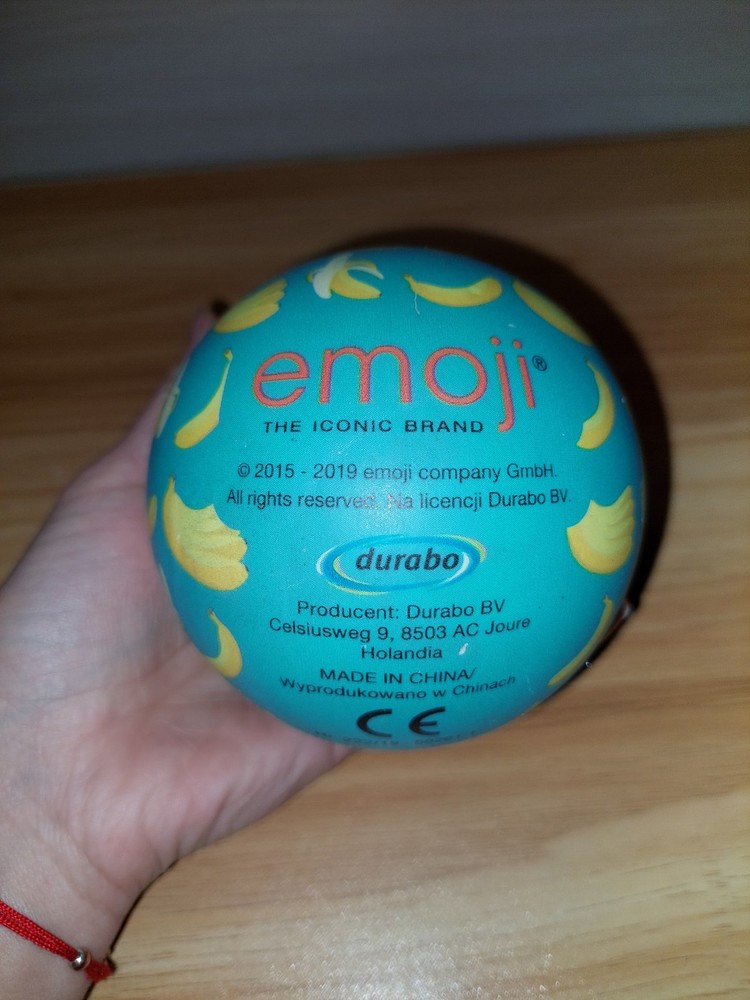 emoji®
THE ICONIC BRAND
© 2015 - 2019 emoji company GmbH.
All rights reserved. Na licencji Durabo BV.
durabo
Producent: Durabo BV
Celsiusweg 9, 8503 AC Joure
Holandia
MADE IN CHINA/
Wyprodukowano w Chinach
CE